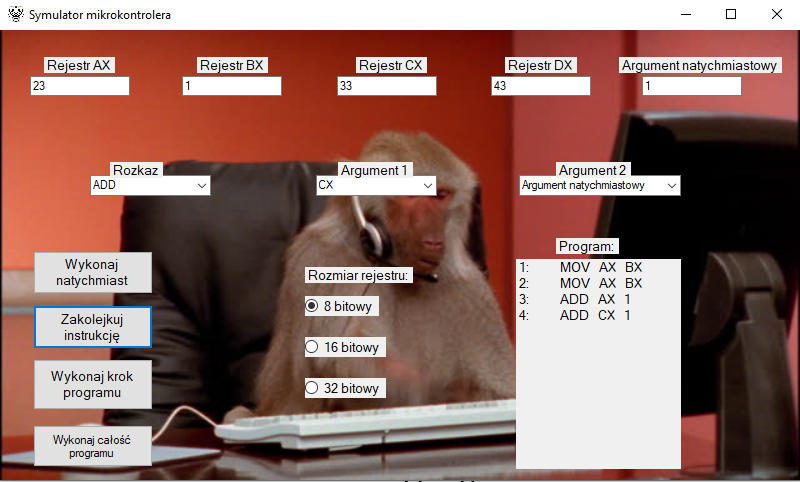 Symulator mikrokontrolera
Rejestr AX
Rejestr BX
Rejestr CX
Rejestr DX
Argument natychmiastowy
23
1
33
43
1
Rozkaz
Argument 1
Argument 2
ADD
CX
Argument natychmiastowy
Wykonaj
natychmiast
Zakolejkuj
instrukcję
Wykonaj krok
programu
Wykonaj całość
programu
Rozmiar rejestru:
8 bitowy
16 bitowy
32 bitowy
Program:
1: MOV AX BX
2: MOV AX BX
3: ADD AX 1
4: ADD CX 1